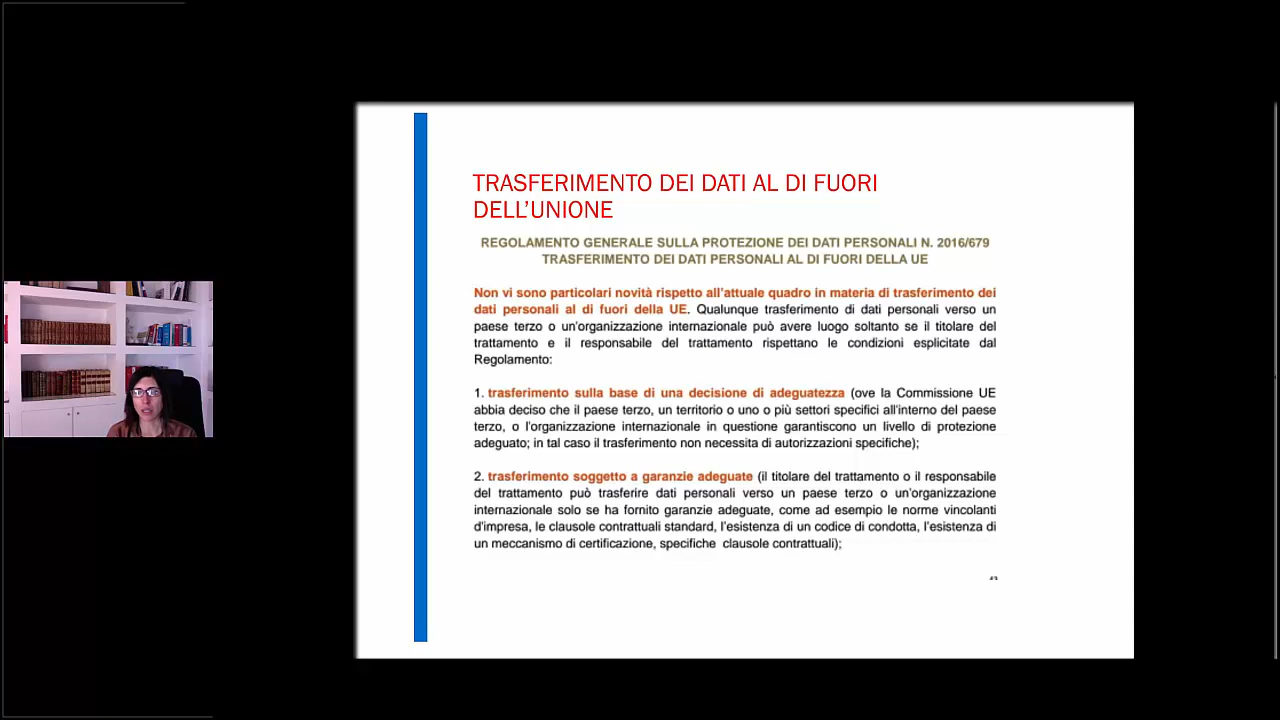 TRASFERIMENTO DEI DATI AL DI FUORI
DELL'UNIONE
REGOLAMENTO GENERALE SULLA PROTEZIONE DEI DATI PERSONALI N. 2016/679
TRASFERIMENTO DEI DATI PERSONALI AL DI FUORI DELLA UE
Non vi sono particolari novità rispetto all'attuale quadro in materia di trasferimento dei
dati personali al di fuori della UE. Qualunque trasferimento di dati personali verso un
paese terzo o un'organizzazione internazionale può avere luogo soltanto se il titolare del
trattamento e il responsabile del trattamento rispettano le condizioni esplicitate dal
Regolamento:
1. trasferimento sulla base di una decisione di adeguatezza (ove la Commissione UE
abbia deciso che il paese terzo, un territorio o uno o più settori specifici all'interno del paese
terzo, o l'organizzazione internazionale in questione garantiscono un livello di protezione
adeguato; in tal caso il trasferimento non necessita di autorizzazioni specifiche);
2. trasferimento soggetto a garanzie adeguate (il titolare del trattamento o il responsabile
del trattamento può trasferire dati personali verso un paese terzo o un'organizzazione
internazionale solo se ha fornito garanzie adeguate, come ad esempio le norme vincolanti
d'impresa, le clausole contrattuali standard, l'esistenza di un codice di condotta, l'esistenza di
un meccanismo di certificazione, specifiche clausole contrattuali);